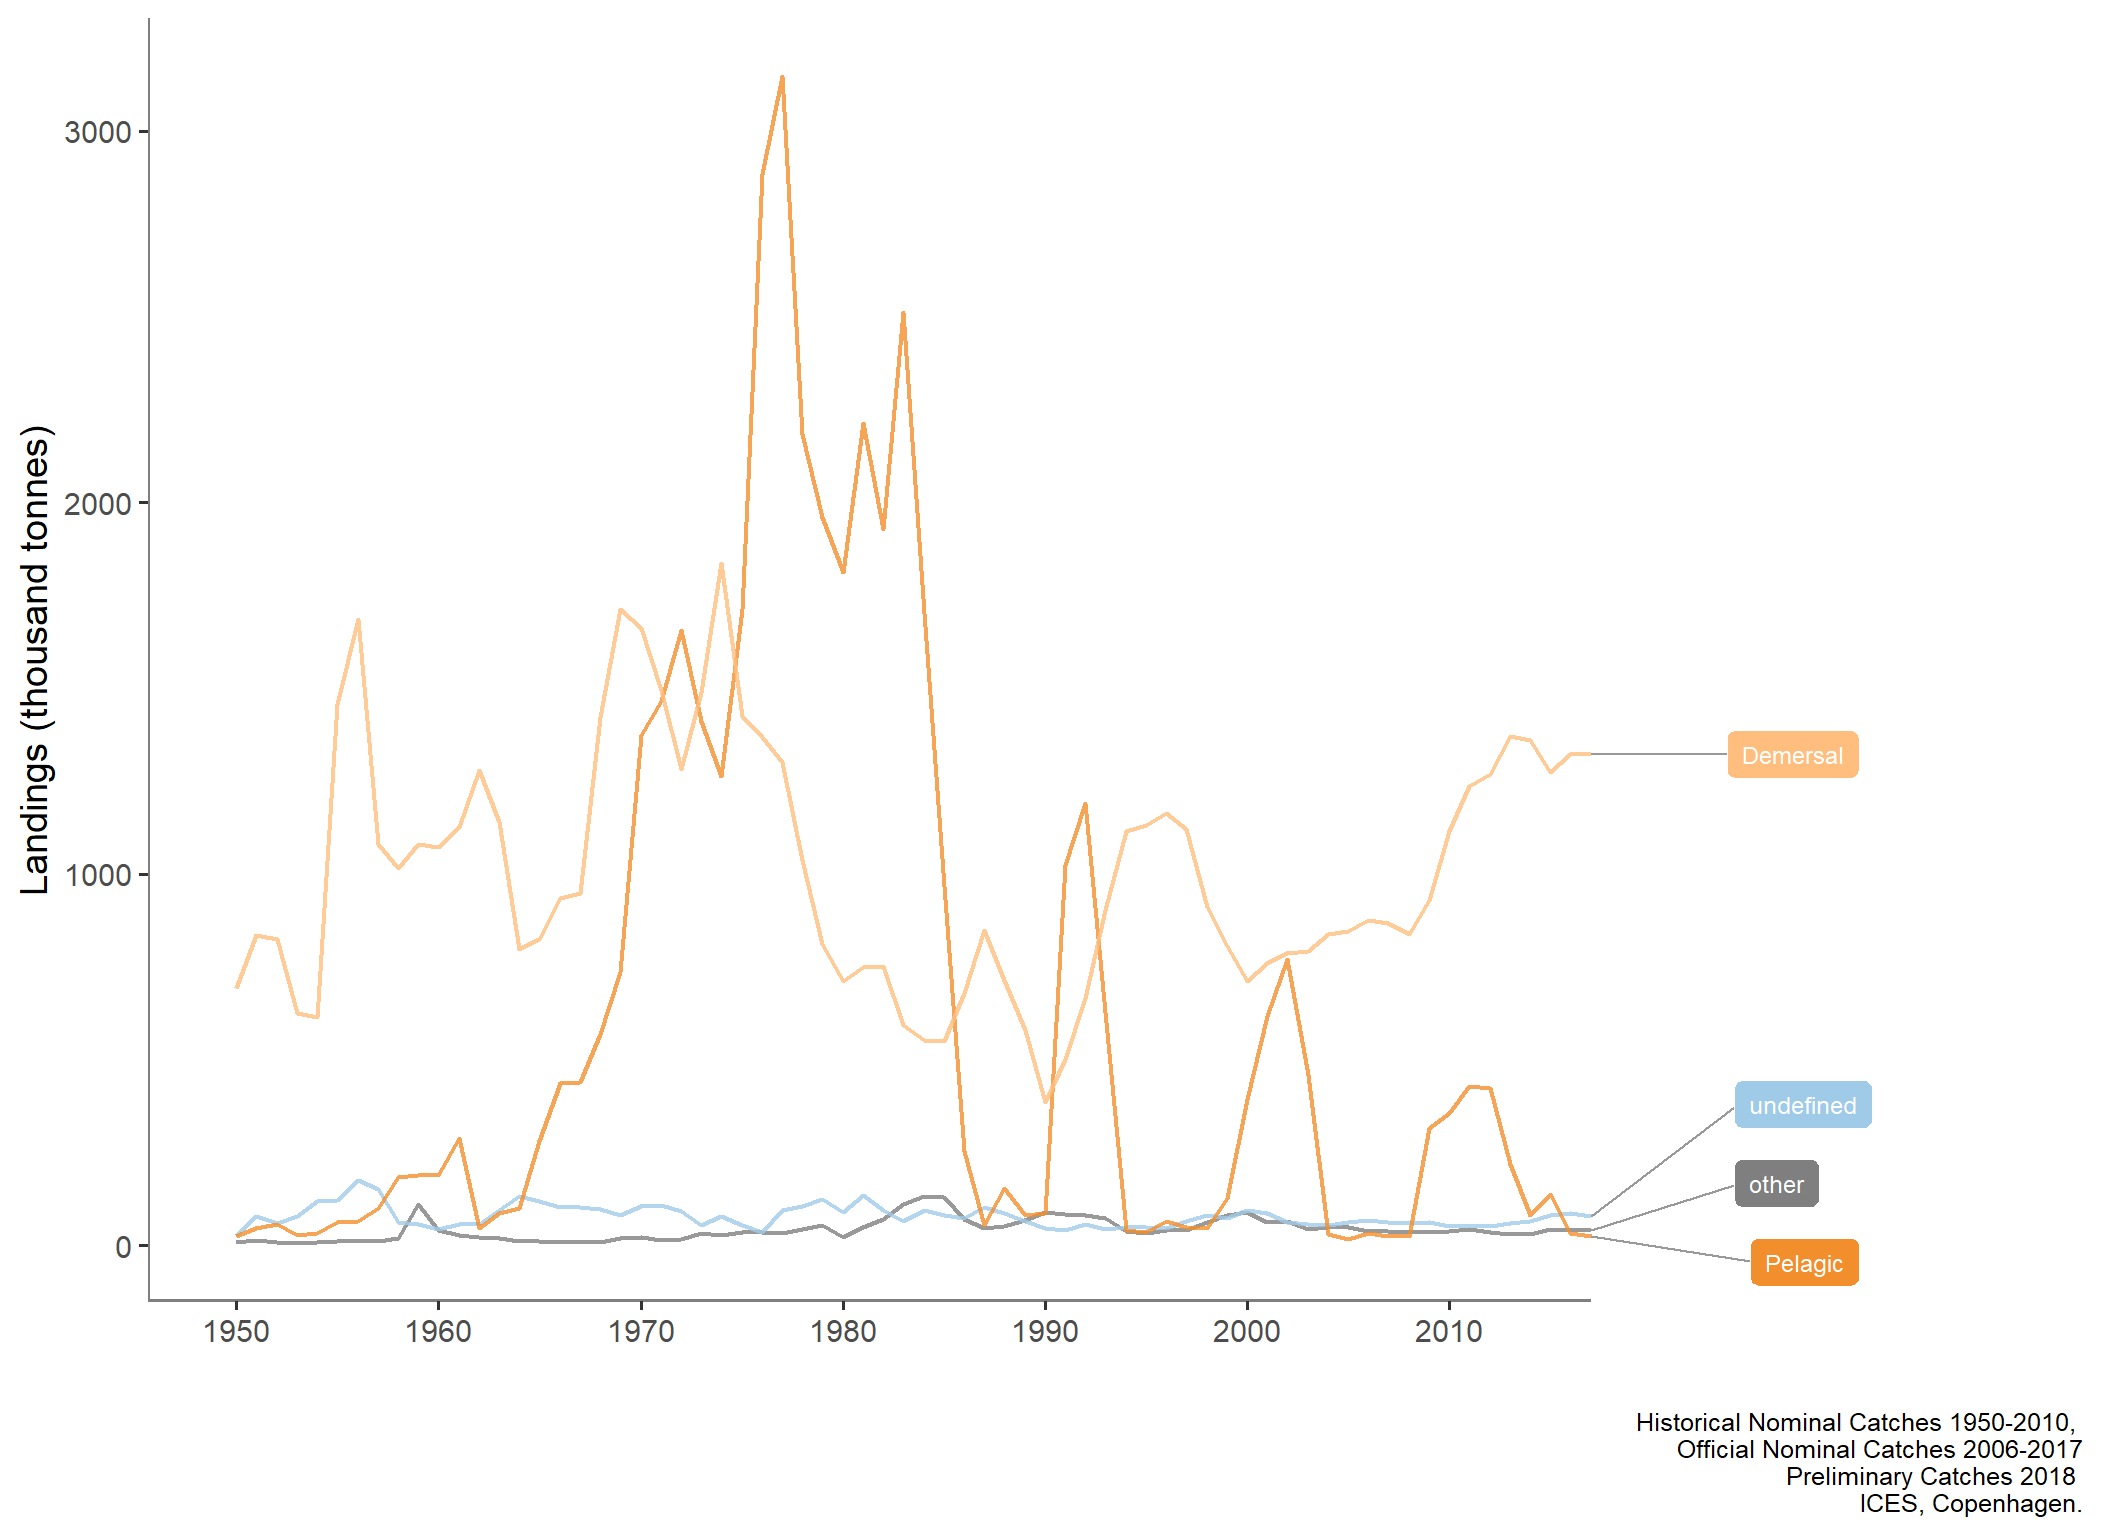 Landings (thousand tonnes)
3000
2000
1000
0
1950 1960 1970 1980 1990 2000 2010
Demersal
undefined
other
Pelagic
Historical Nominal Catches 1950-2010,
Official Nominal Catches 2006-2017
Preliminary Catches 2018
ICES, Copenhagen.